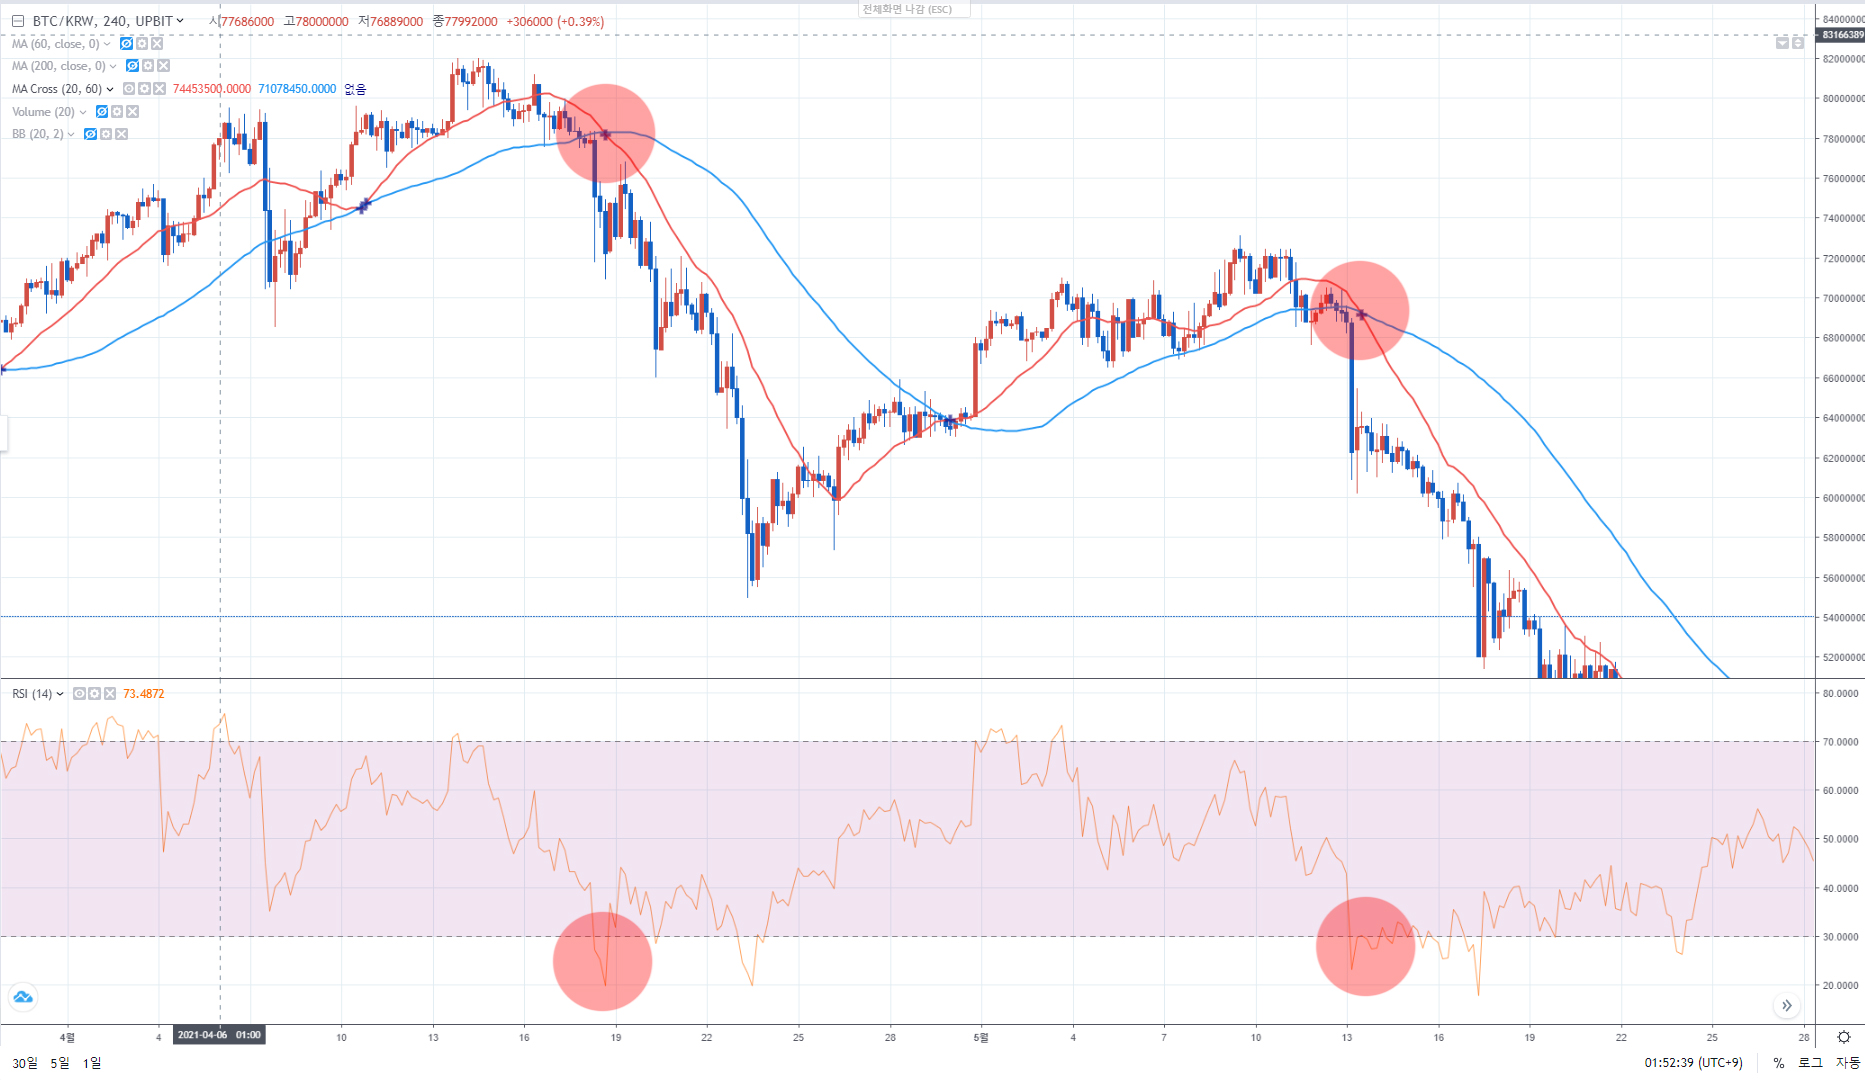 전체화면 나감 (ESC)
BTC/KRW, 240, UPBIT 시77686000 고78000000 저76889000 종77992000 +306000 (+0.39%)
MA (60, close, 0)
MA (200, close, 0)
MA Cross (20, 60) 74453500.0000 71078450.0000 없음
Volume (20)
BB (20, 2)
84000000
83166389
82000000
80000000
78000000
76000000
74000000
72000000
70000000
68000000
66000000
64000000
62000000
60000000
58000000
56000000
54000000
52000000
RSI (14) 73.4872
80.0000
70.0000
60.0000
50.0000
40.0000
30.0000
20.0000
4월 4 2021-04-06 01:00 10 13 16 19 22 25 28 5월 4 7 10 13 16 19 22 25 28
30일 5일 1일 01:52:39 (UTC+9) % 로그 자동